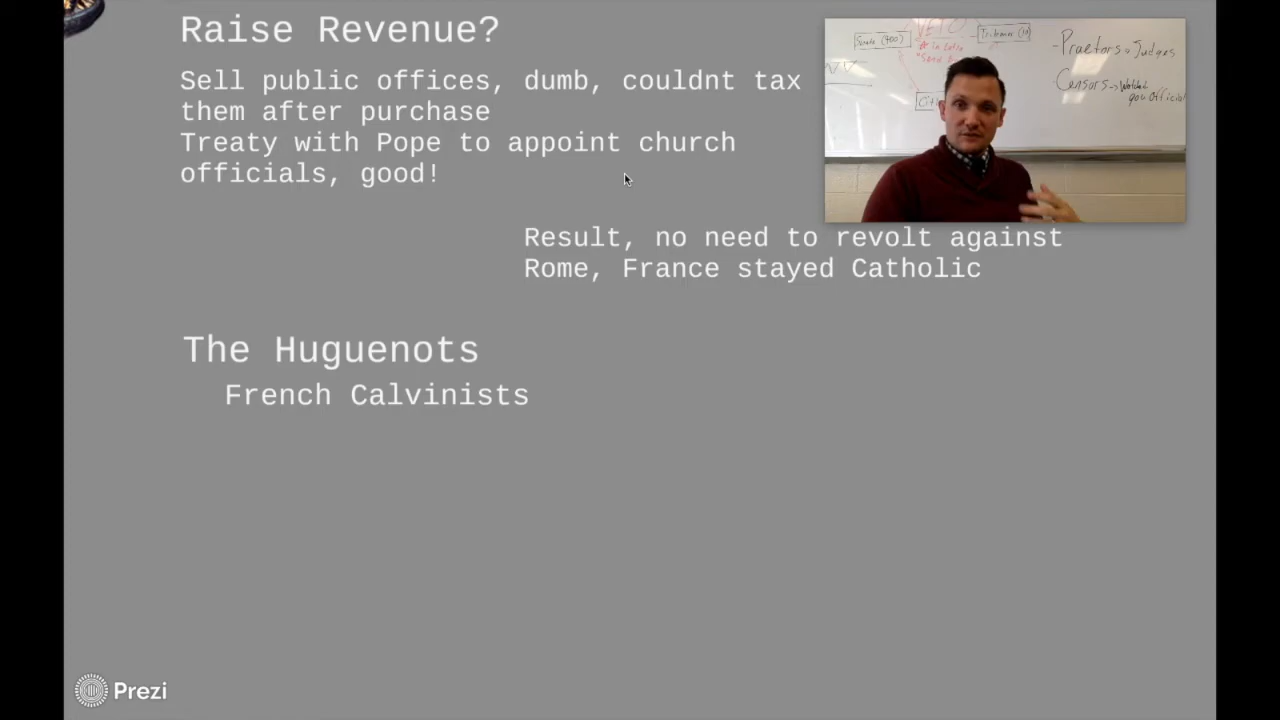 Raise Revenue?
Sell public offices, dumb, couldnt tax
them after purchase
Treaty with Pope to appoint church
officials, good!
Result, no need to revolt against
Rome, France stayed Catholic
The Huguenots
French Calvinists
VETO
Senate (400)
- Praetors
Judges
Censors
Prezi